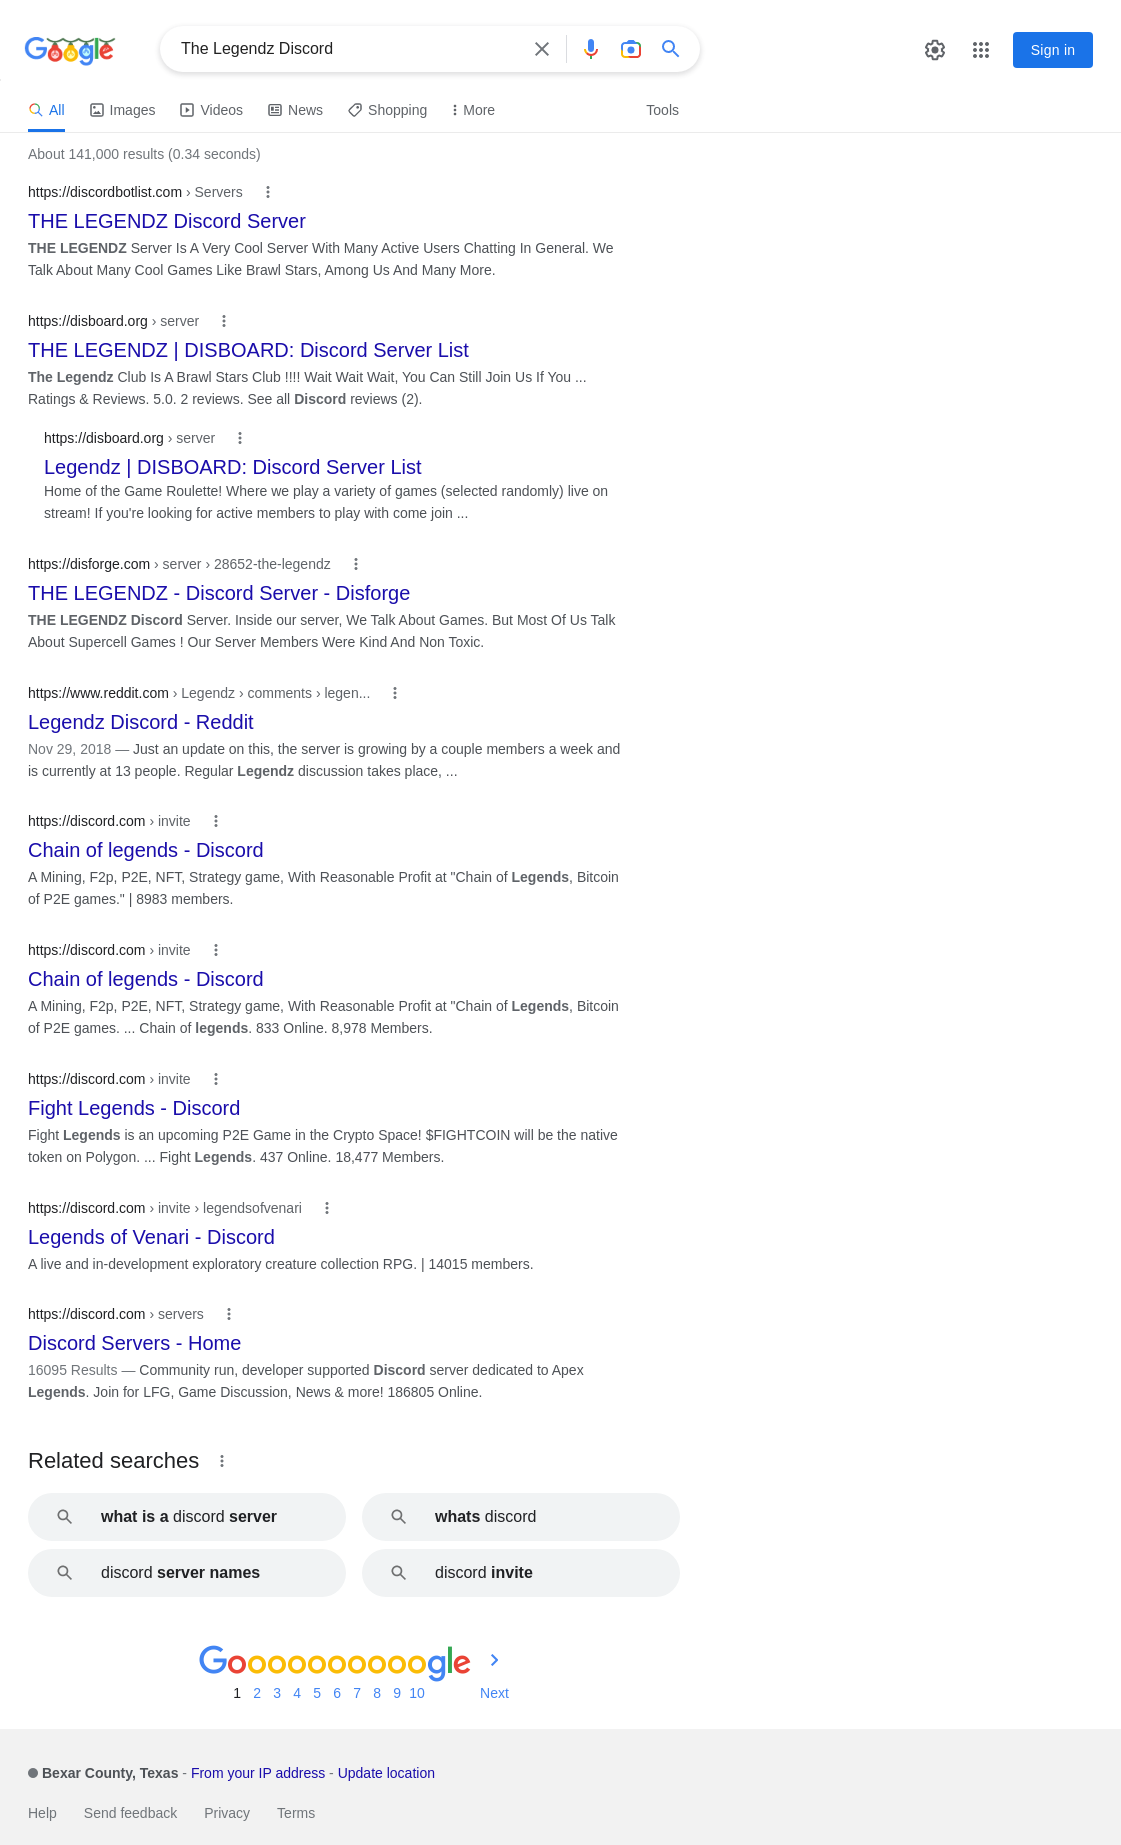 Google
The Legendz Discord
Sign in
All Images Videos News Shopping More Tools
About 141,000 results (0.34 seconds)
https://discordbotlist.com › Servers
THE LEGENDZ Discord Server
THE LEGENDZ Server Is A Very Cool Server With Many Active Users Chatting In General. We
Talk About Many Cool Games Like Brawl Stars, Among Us And Many More.
https://disboard.org › server
THE LEGENDZ | DISBOARD: Discord Server List
The Legendz Club Is A Brawl Stars Club !!!! Wait Wait Wait, You Can Still Join Us If You ...
Ratings & Reviews. 5.0. 2 reviews. See all Discord reviews (2).
https://disboard.org › server
Legendz | DISBOARD: Discord Server List
Home of the Game Roulette! Where we play a variety of games (selected randomly) live on
stream! If you're looking for active members to play with come join ...
https://disforge.com › server › 28652-the-legendz
THE LEGENDZ - Discord Server - Disforge
THE LEGENDZ Discord Server. Inside our server, We Talk About Games. But Most Of Us Talk
About Supercell Games ! Our Server Members Were Kind And Non Toxic.
https://www.reddit.com › Legendz › comments › legen...
Legendz Discord - Reddit
Nov 29, 2018 — Just an update on this, the server is growing by a couple members a week and
is currently at 13 people. Regular Legendz discussion takes place, ...
https://discord.com › invite
Chain of legends - Discord
A Mining, F2p, P2E, NFT, Strategy game, With Reasonable Profit at "Chain of Legends, Bitcoin
of P2E games." | 8983 members.
https://discord.com › invite
Chain of legends - Discord
A Mining, F2p, P2E, NFT, Strategy game, With Reasonable Profit at "Chain of Legends, Bitcoin
of P2E games. ... Chain of legends. 833 Online. 8,978 Members.
https://discord.com › invite
Fight Legends - Discord
Fight Legends is an upcoming P2E Game in the Crypto Space! $FIGHTCOIN will be the native
token on Polygon. ... Fight Legends. 437 Online. 18,477 Members.
https://discord.com › invite › legendsofvenari
Legends of Venari - Discord
A live and in-development exploratory creature collection RPG. | 14015 members.
https://discord.com › servers
Discord Servers - Home
16095 Results — Community run, developer supported Discord server dedicated to Apex
Legends. Join for LFG, Game Discussion, News & more! 186805 Online.
Related searches
what is a discord server
whats discord
discord server names
discord invite
Goooooooooogle
1 2 3 4 5 6 7 8 9 10 Next
Bexar County, Texas - From your IP address - Update location
Help Send feedback Privacy Terms